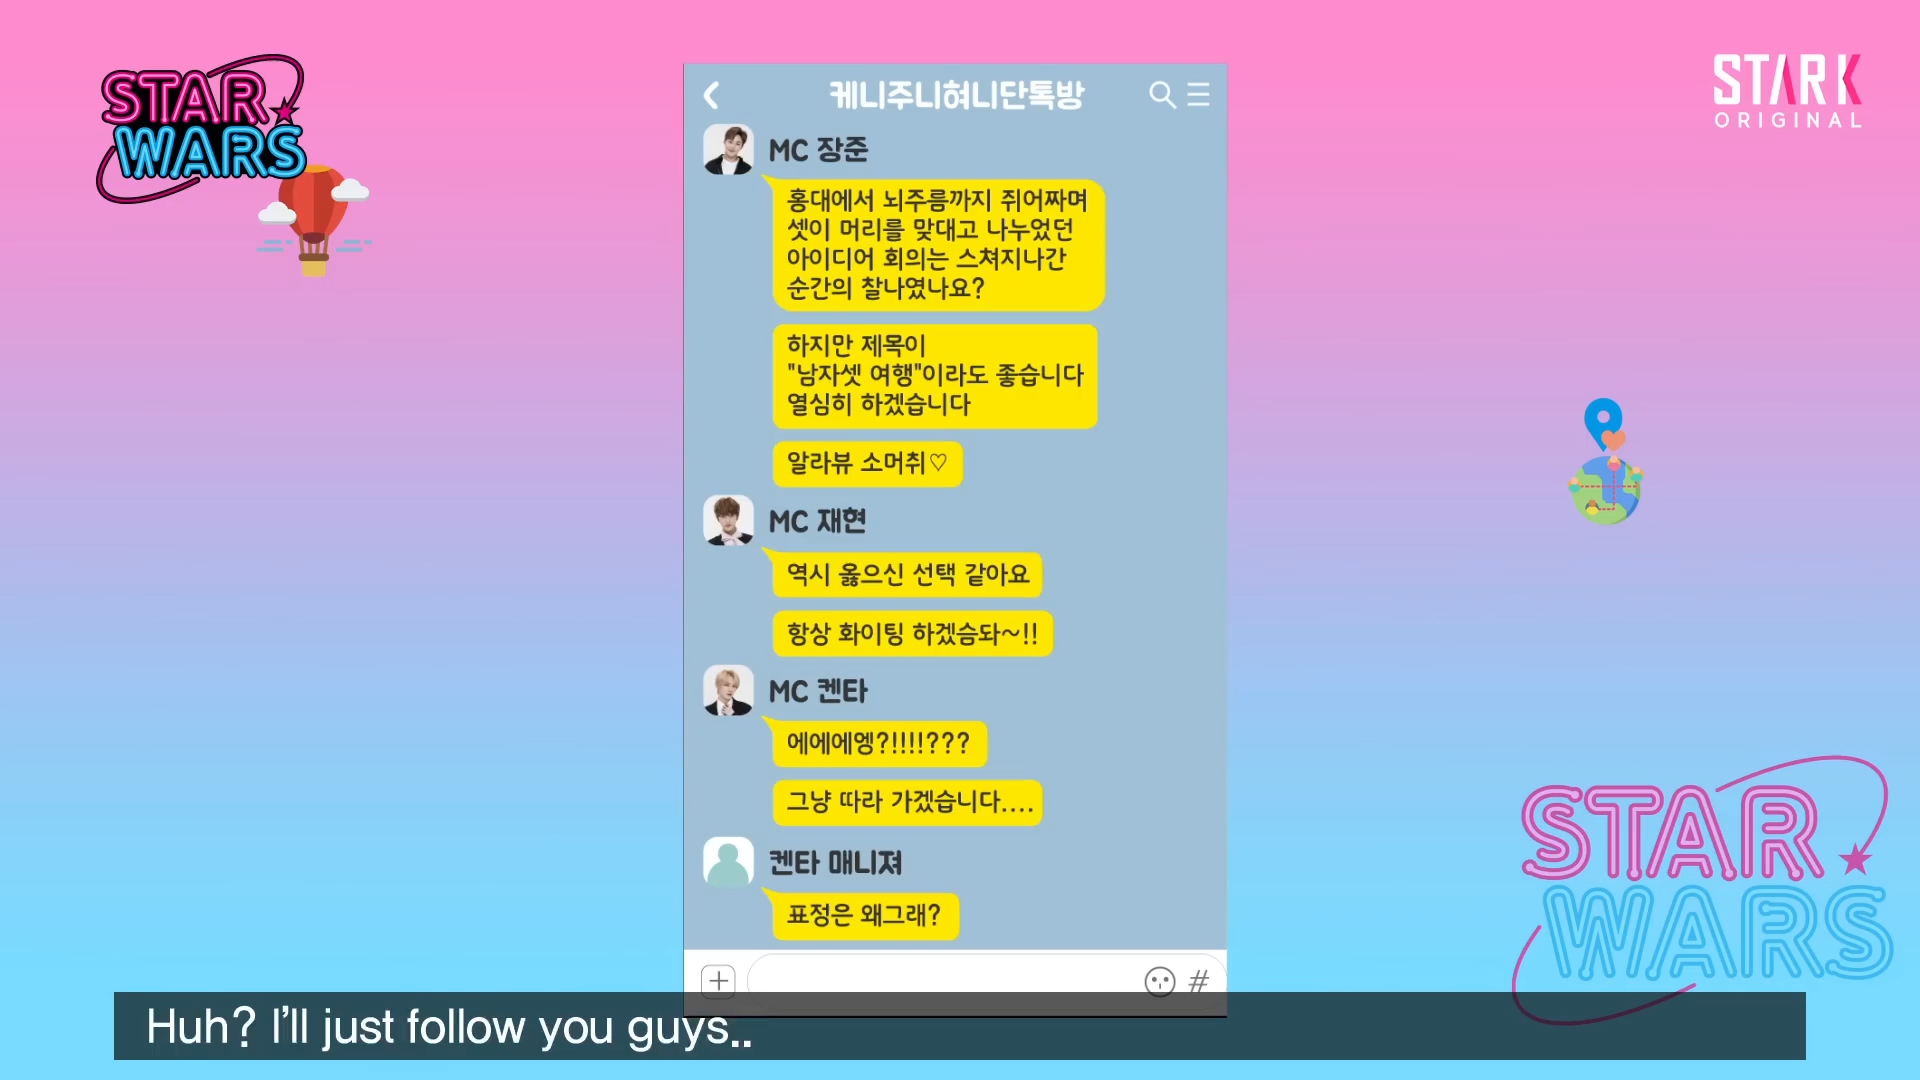 STAR
WARS
STARK
ORIGINAL
케니주니혀니단톡방
MC 장준
홍대에서 뇌주름까지 쥐어짜며
셋이 머리를 맞대고 나누었던
아이디어 회의는 스쳐지나간
순간의 찰나였나요?
하지만 제목이
"남자셋 여행"이라도 좋습니다
열심히 하겠습니다
알라뷰 소머취♡
MC 재현
역시 옳으신 선택 같아요
항상 화이팅 하겠슴돠~!!
MC 켄타
에에에엥?!!!!???
그냥 따라 가겠습니다....
켄타 매니져
표정은 왜그래?
#
STAR
WARS
Huh? I'll just follow you guys..